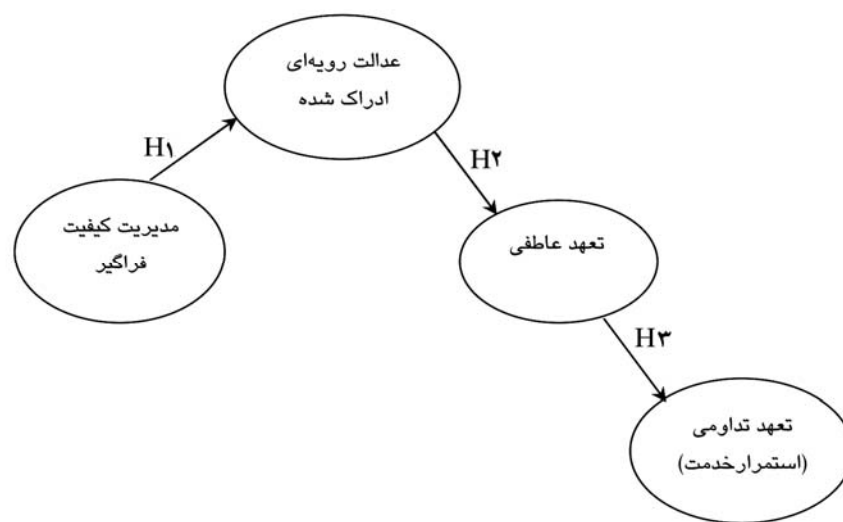 عدالت رویه‌ای
ادراک شده
H۱
H۲
مدیریت کیفیت
فراگیر
تعهد عاطفی
H۳
تعهد تداومی
(استمرارخدمت)